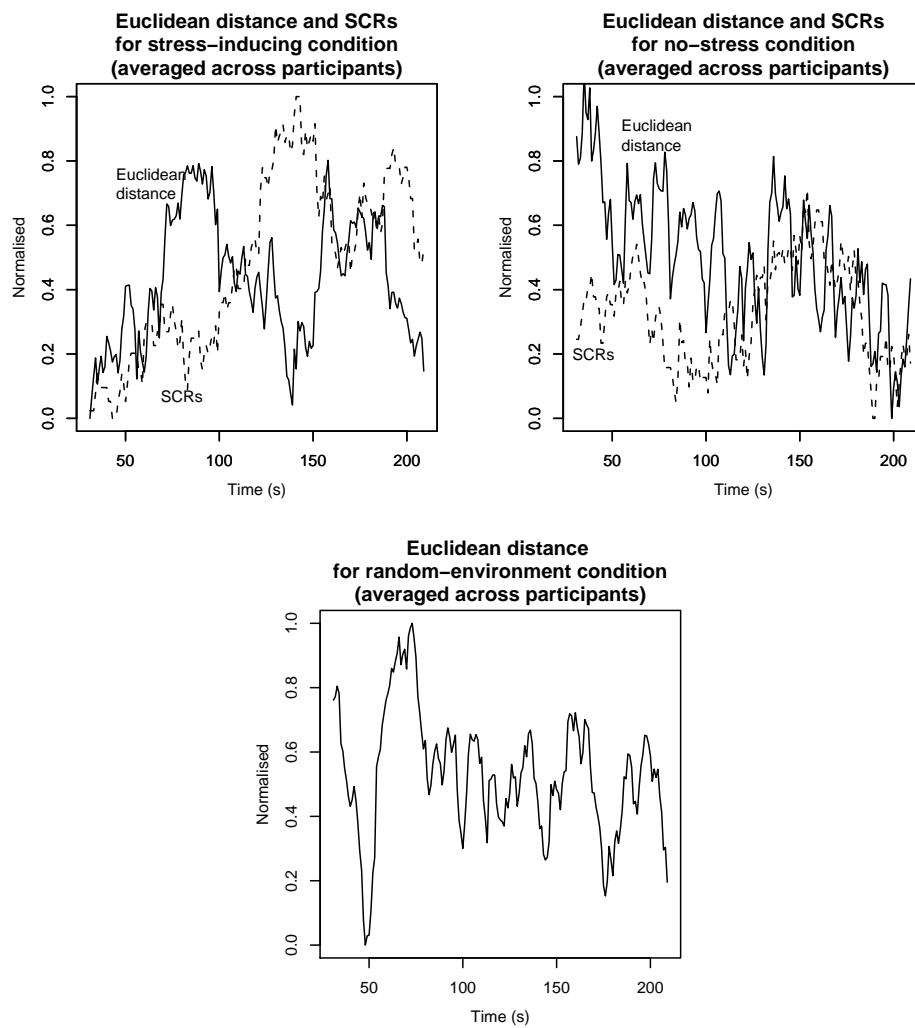 Euclidean distance and SCRs
for stress−inducing condition
(averaged across participants)
Normalised
0.0
0.2
0.4
0.6
0.8
1.0
Euclidean
distance
SCRs
50
100
150
200
Time (s)
Euclidean distance and SCRs
for no−stress condition
(averaged across participants)
Normalised
0.0
0.2
0.4
0.6
0.8
1.0
Euclidean
distance
SCRs
50
100
150
200
Time (s)
Euclidean distance
for random−environment condition
(averaged across participants)
Normalised
0.0
0.2
0.4
0.6
0.8
1.0
50
100
150
200
Time (s)